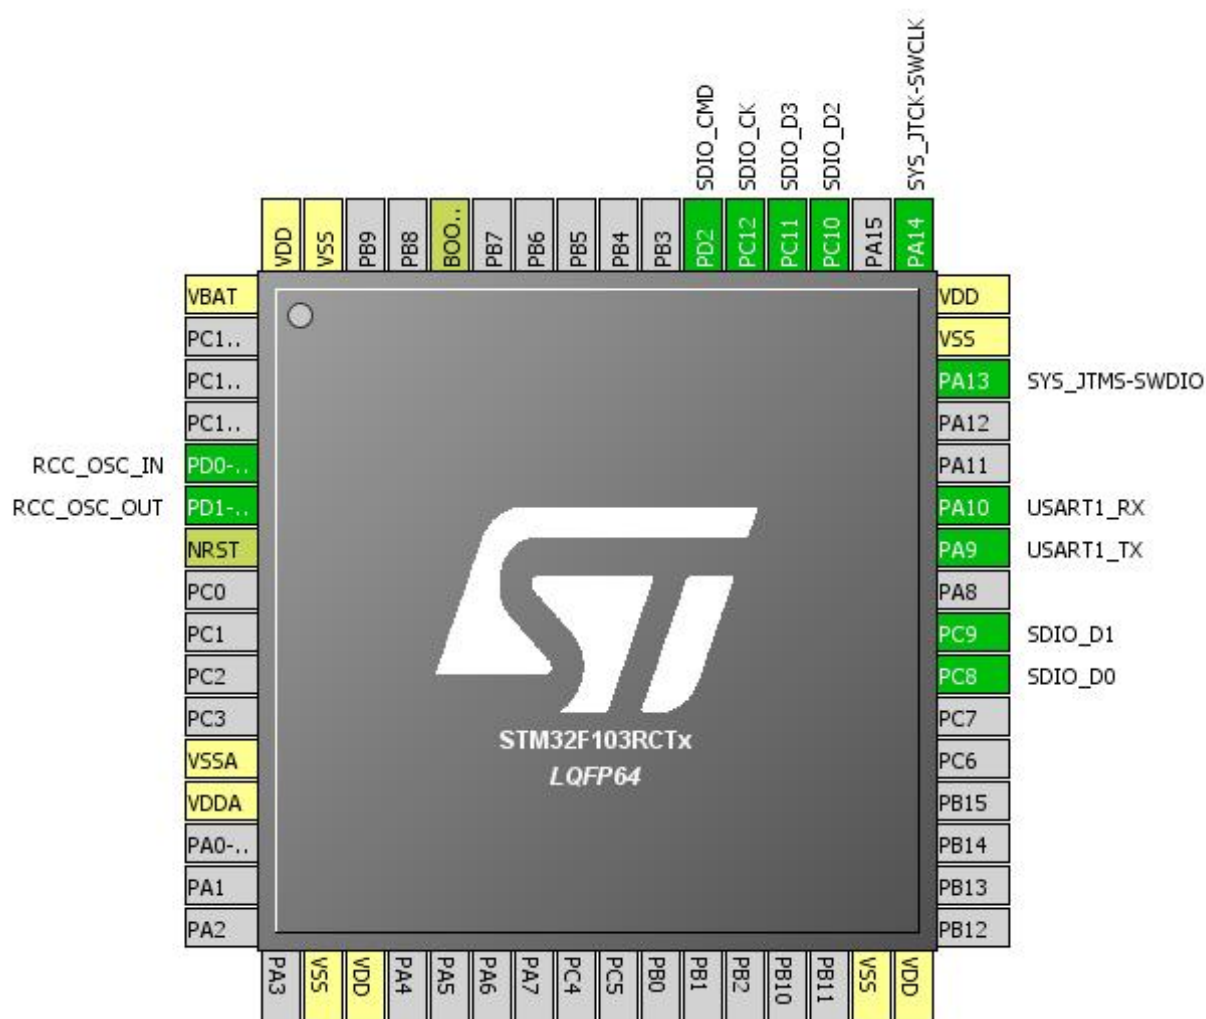 SDIO_CMD
SDIO_CK
SDIO_D3
SDIO_D2
SYS_JTCK-SWCLK
VDD
VSS
PB9
PB8
BOO..
PB7
PB6
PB5
PB4
PB3
PD2
PC12
PC11
PC10
PA15
PA14
VBAT
PC1..
PC1..
PC1..
RCC_OSC_IN PD0-..
RCC_OSC_OUT PD1-..
NRST
PC0
PC1
PC2
PC3
VSSA
VDDA
PA0-..
PA1
PA2
ST
STM32F103RCTx
LQFP64
VDD
VSS
PA13 SYS_JTMS-SWDIO
PA12
PA11
PA10 USART1_RX
PA9 USART1_TX
PA8
PC9 SDIO_D1
PC8 SDIO_D0
PC7
PC6
PB15
PB14
PB13
PB12
PA3
VSS
VDD
PA4
PA5
PA6
PA7
PC4
PC5
PB0
PB1
PB2
PB10
PB11
VSS
VDD